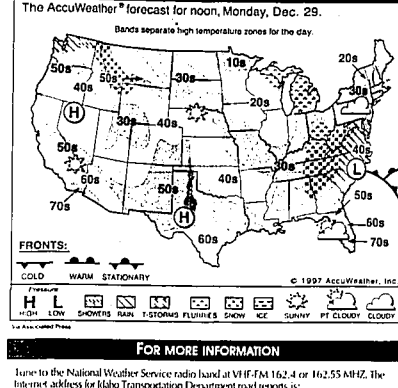 The AccuWeather® forecast for noon, Monday, Dec. 29.
Bands separate high temperature zones for the day.
50s 50s 40s 30s 10s 20s 20s 30s
H 30s 40s
50s 60s 70s 50s 40s 30s 40s L
H 60s 50s 60s 70s
FRONTS:
COLD WARM STATIONARY
© 1997 AccuWeather, Inc.
Pressure
H L
HIGH LOW SHOWERS RAIN T-STORMS FLURRIES SNOW ICE SUNNY PT CLOUDY CLOUDY
Via Associated Press
FOR MORE INFORMATION
Tune to the National Weather Service radio band at VHF-FM 162.4 or 162.55 MHZ. The
Internet address for Idaho Transportation Department road reports is: